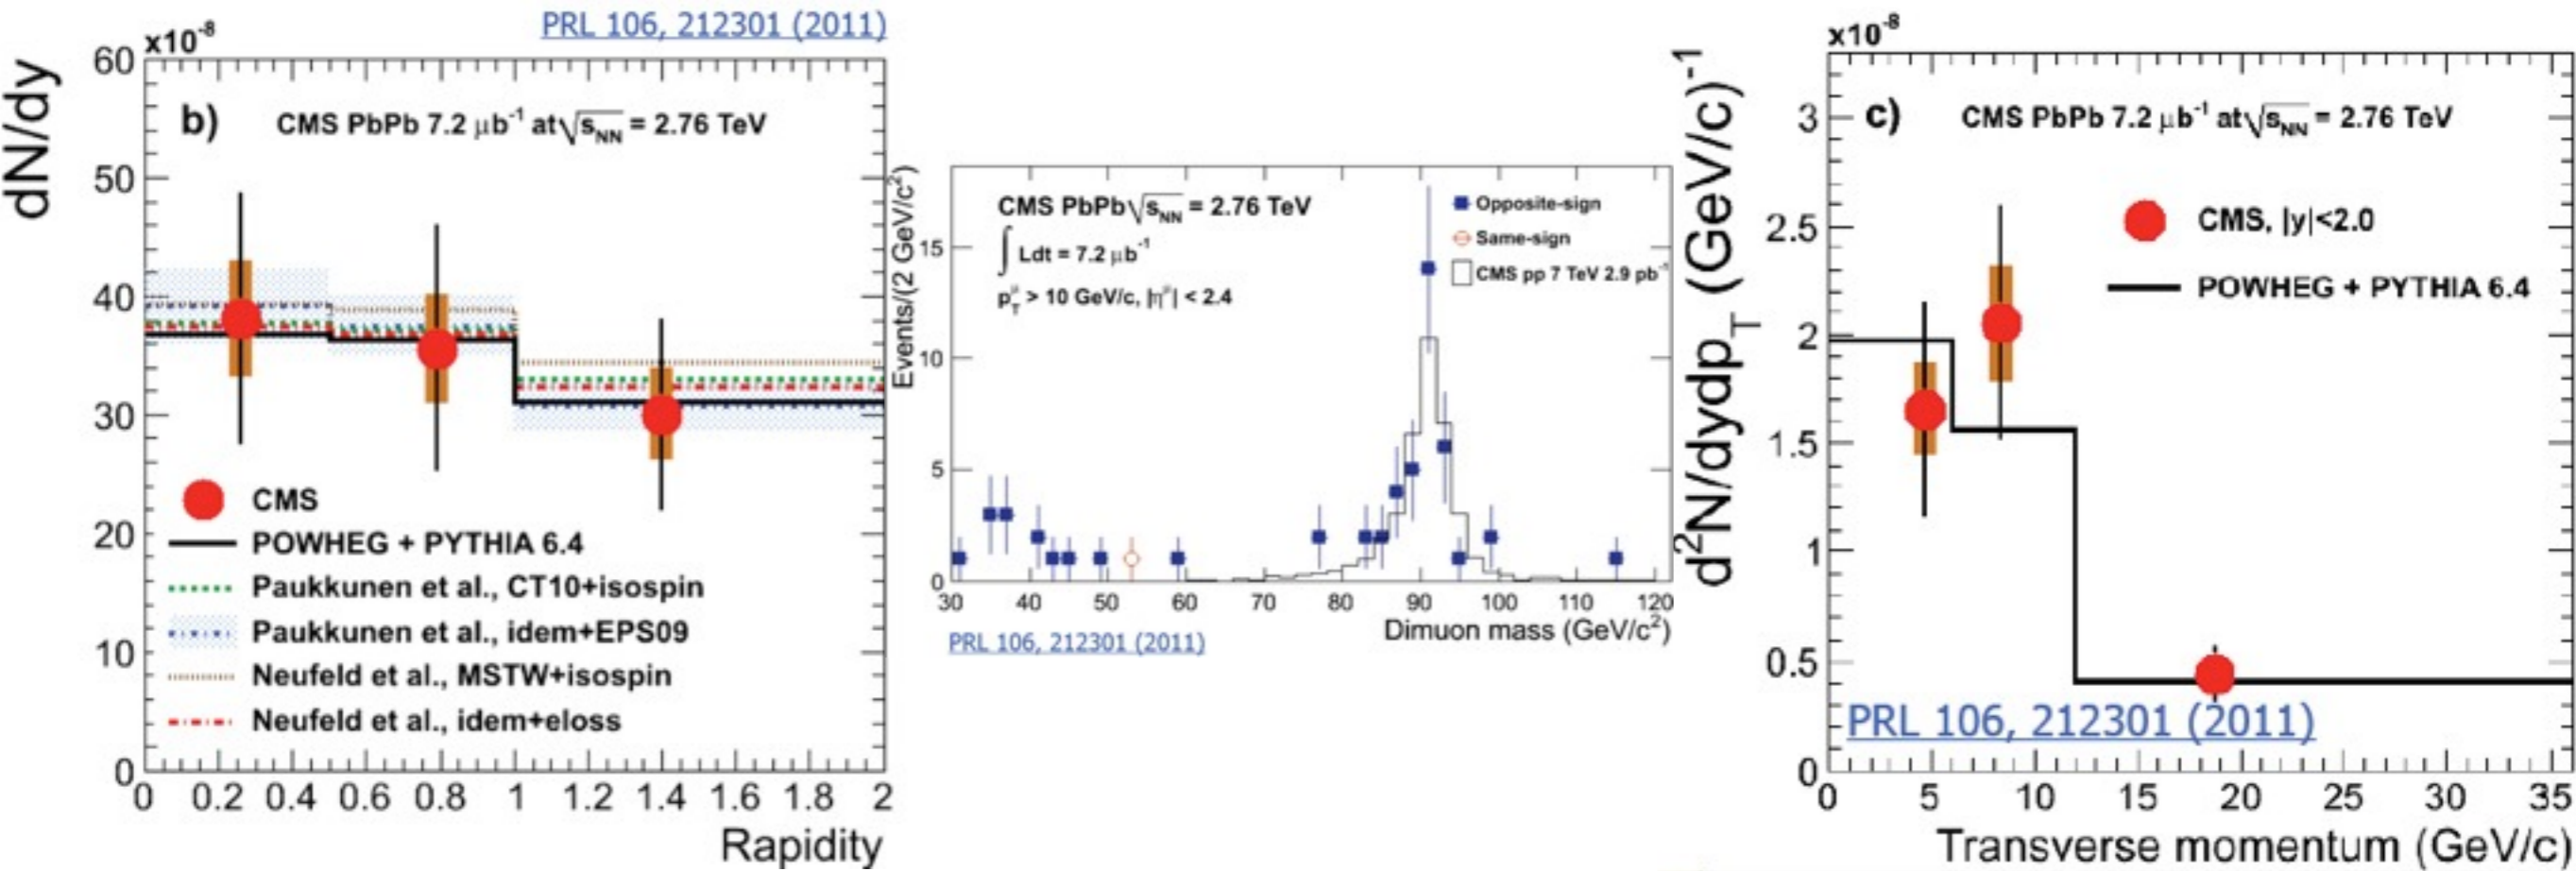 PRL 106, 212301 (2011)
x10^-8
dN/dy
60
50
40
30
20
10
0
b)
CMS PbPb 7.2 μb^-1 at √s_NN = 2.76 TeV
CMS
POWHEG + PYTHIA 6.4
Paukkunen et al., CT10+isospin
Paukkunen et al., idem+EPS09
Neufeld et al., MSTW+isospin
Neufeld et al., idem+eloss
0 0.2 0.4 0.6 0.8 1 1.2 1.4 1.6 1.8 2
Rapidity
Events/(2 GeV/c^2)
15
10
5
0
CMS PbPb √s_NN = 2.76 TeV
∫ Ldt = 7.2 μb^-1
p_T^μ > 10 GeV/c, |η^μ| < 2.4
Opposite-sign
Same-sign
CMS pp 7 TeV 2.9 pb^-1
30 40 50 60 70 80 90 100 110 120
Dimuon mass (GeV/c^2)
PRL 106, 212301 (2011)
x10^-8
d^2N/dydp_T (GeV/c)^-1
3
2.5
2
1.5
1
0.5
0
c)
CMS PbPb 7.2 μb^-1 at √s_NN = 2.76 TeV
CMS, |y|<2.0
POWHEG + PYTHIA 6.4
PRL 106, 212301 (2011)
0 5 10 15 20 25 30 35
Transverse momentum (GeV/c)